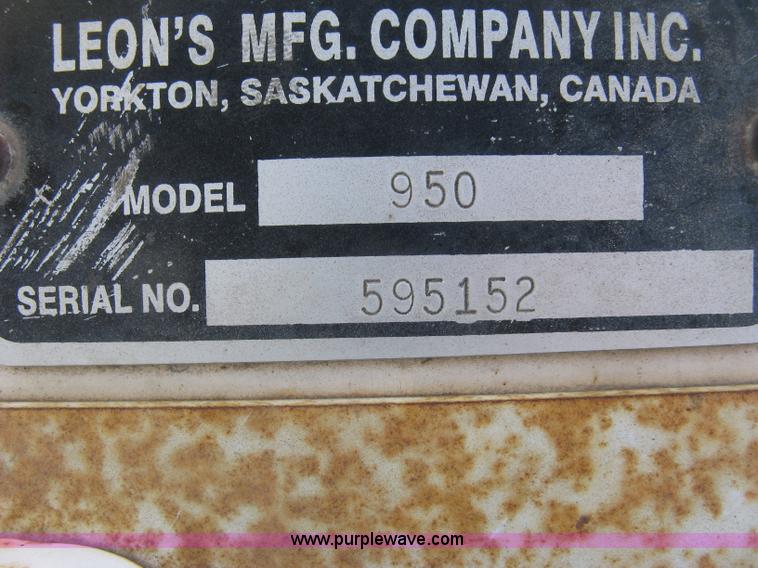 LEON'S MFG. COMPANY INC.
YORKTON, SASKATCHEWAN, CANADA
MODEL 950
SERIAL NO. 595152
www.purplewave.com